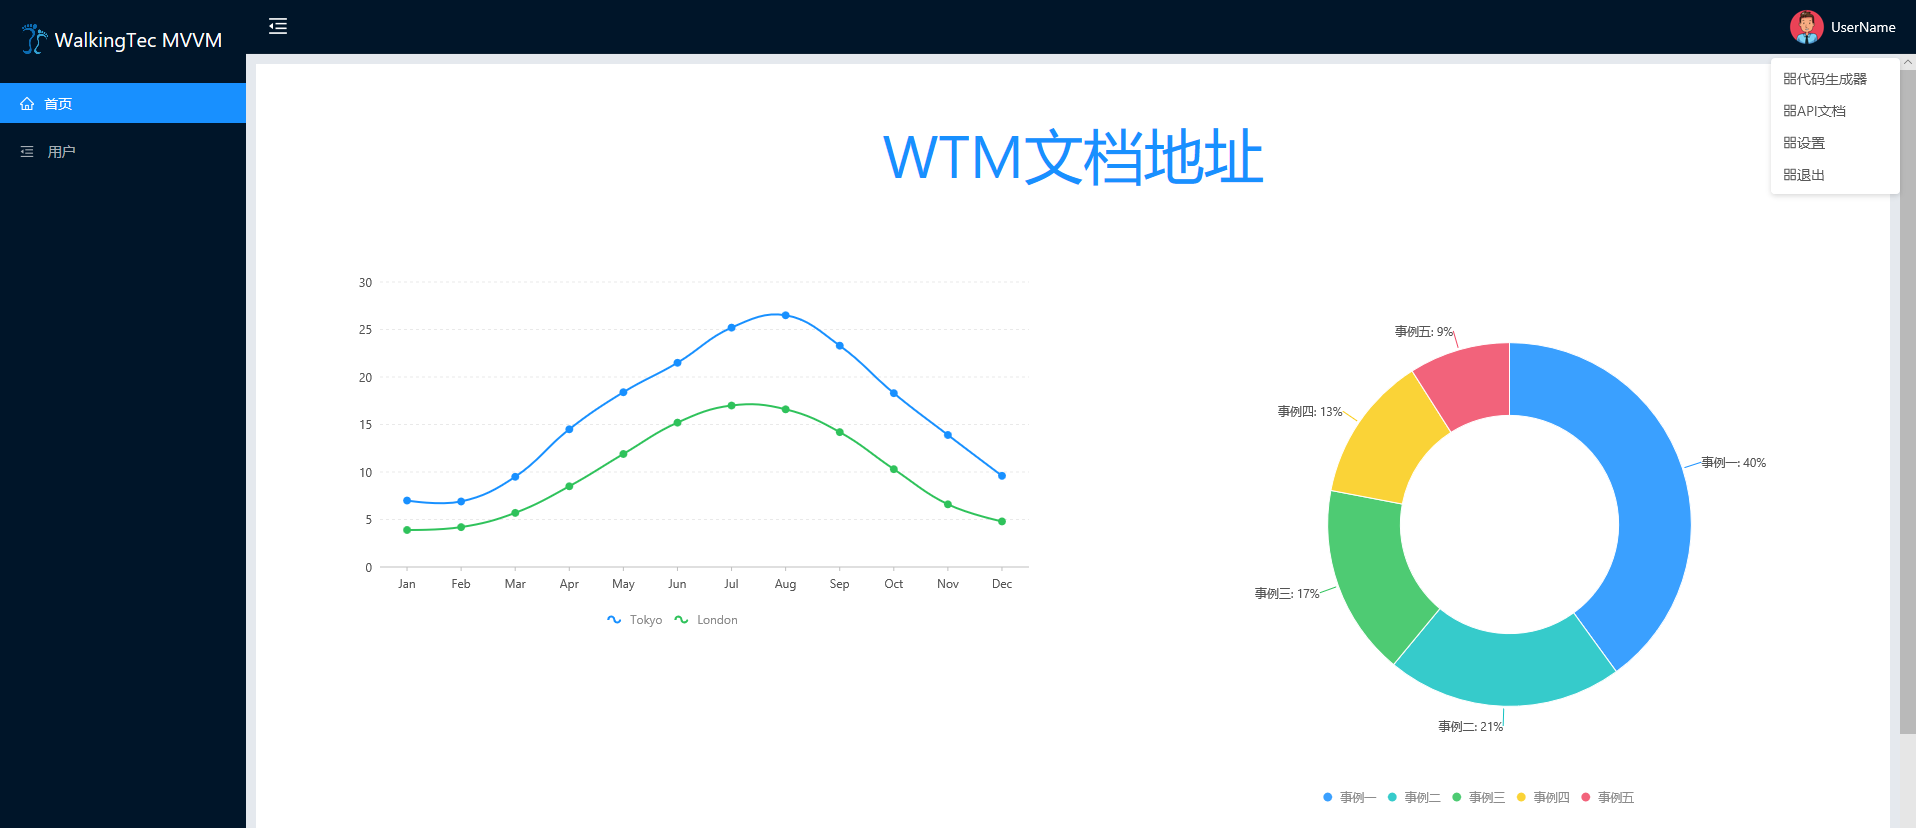 WalkingTec MVVM
UserName
首页
用户
代码生成器
API文档
设置
退出
WTM文档地址
30
25
20
15
10
5
0
Jan Feb Mar Apr May Jun Jul Aug Sep Oct Nov Dec
Tokyo London
事例五: 9%
事例四: 13%
事例一: 40%
事例三: 17%
事例二: 21%
事例一 事例二 事例三 事例四 事例五